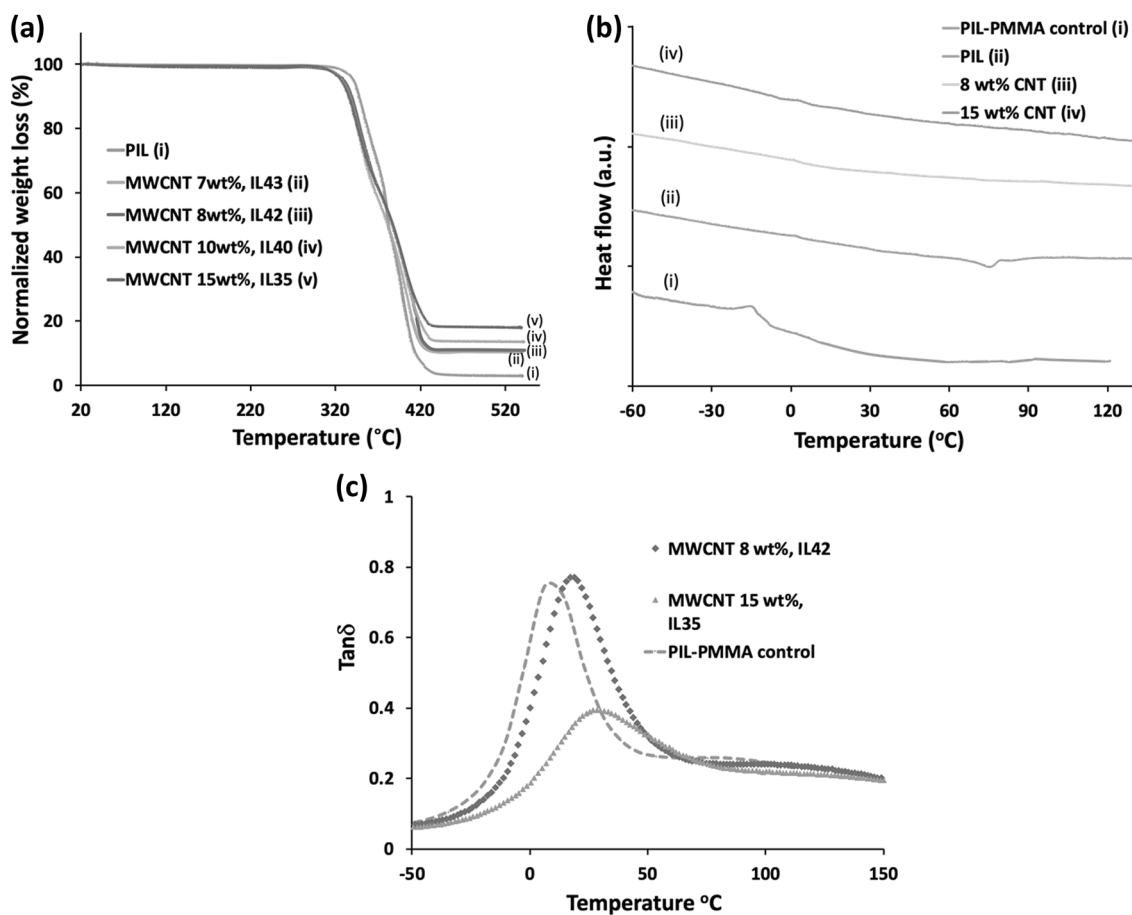 (a)
Normalized weight loss (%)
100
80
60
40
20
0
PIL (i)
MWCNT 7wt%, IL43 (ii)
MWCNT 8wt%, IL42 (iii)
MWCNT 10wt%, IL40 (iv)
MWCNT 15wt%, IL35 (v)
(v)
(iv)
(iii)
(ii)
(i)
20 120 220 320 420 520
Temperature (°C)
(b)
Heat flow (a.u.)
PIL-PMMA control (i)
PIL (ii)
8 wt% CNT (iii)
15 wt% CNT (iv)
(iv)
(iii)
(ii)
(i)
-60 -30 0 30 60 90 120
Temperature (°C)
(c)
Tanδ
1
0.8
0.6
0.4
0.2
0
MWCNT 8 wt%, IL42
MWCNT 15 wt%,
IL35
PIL-PMMA control
-50 0 50 100 150
Temperature °C